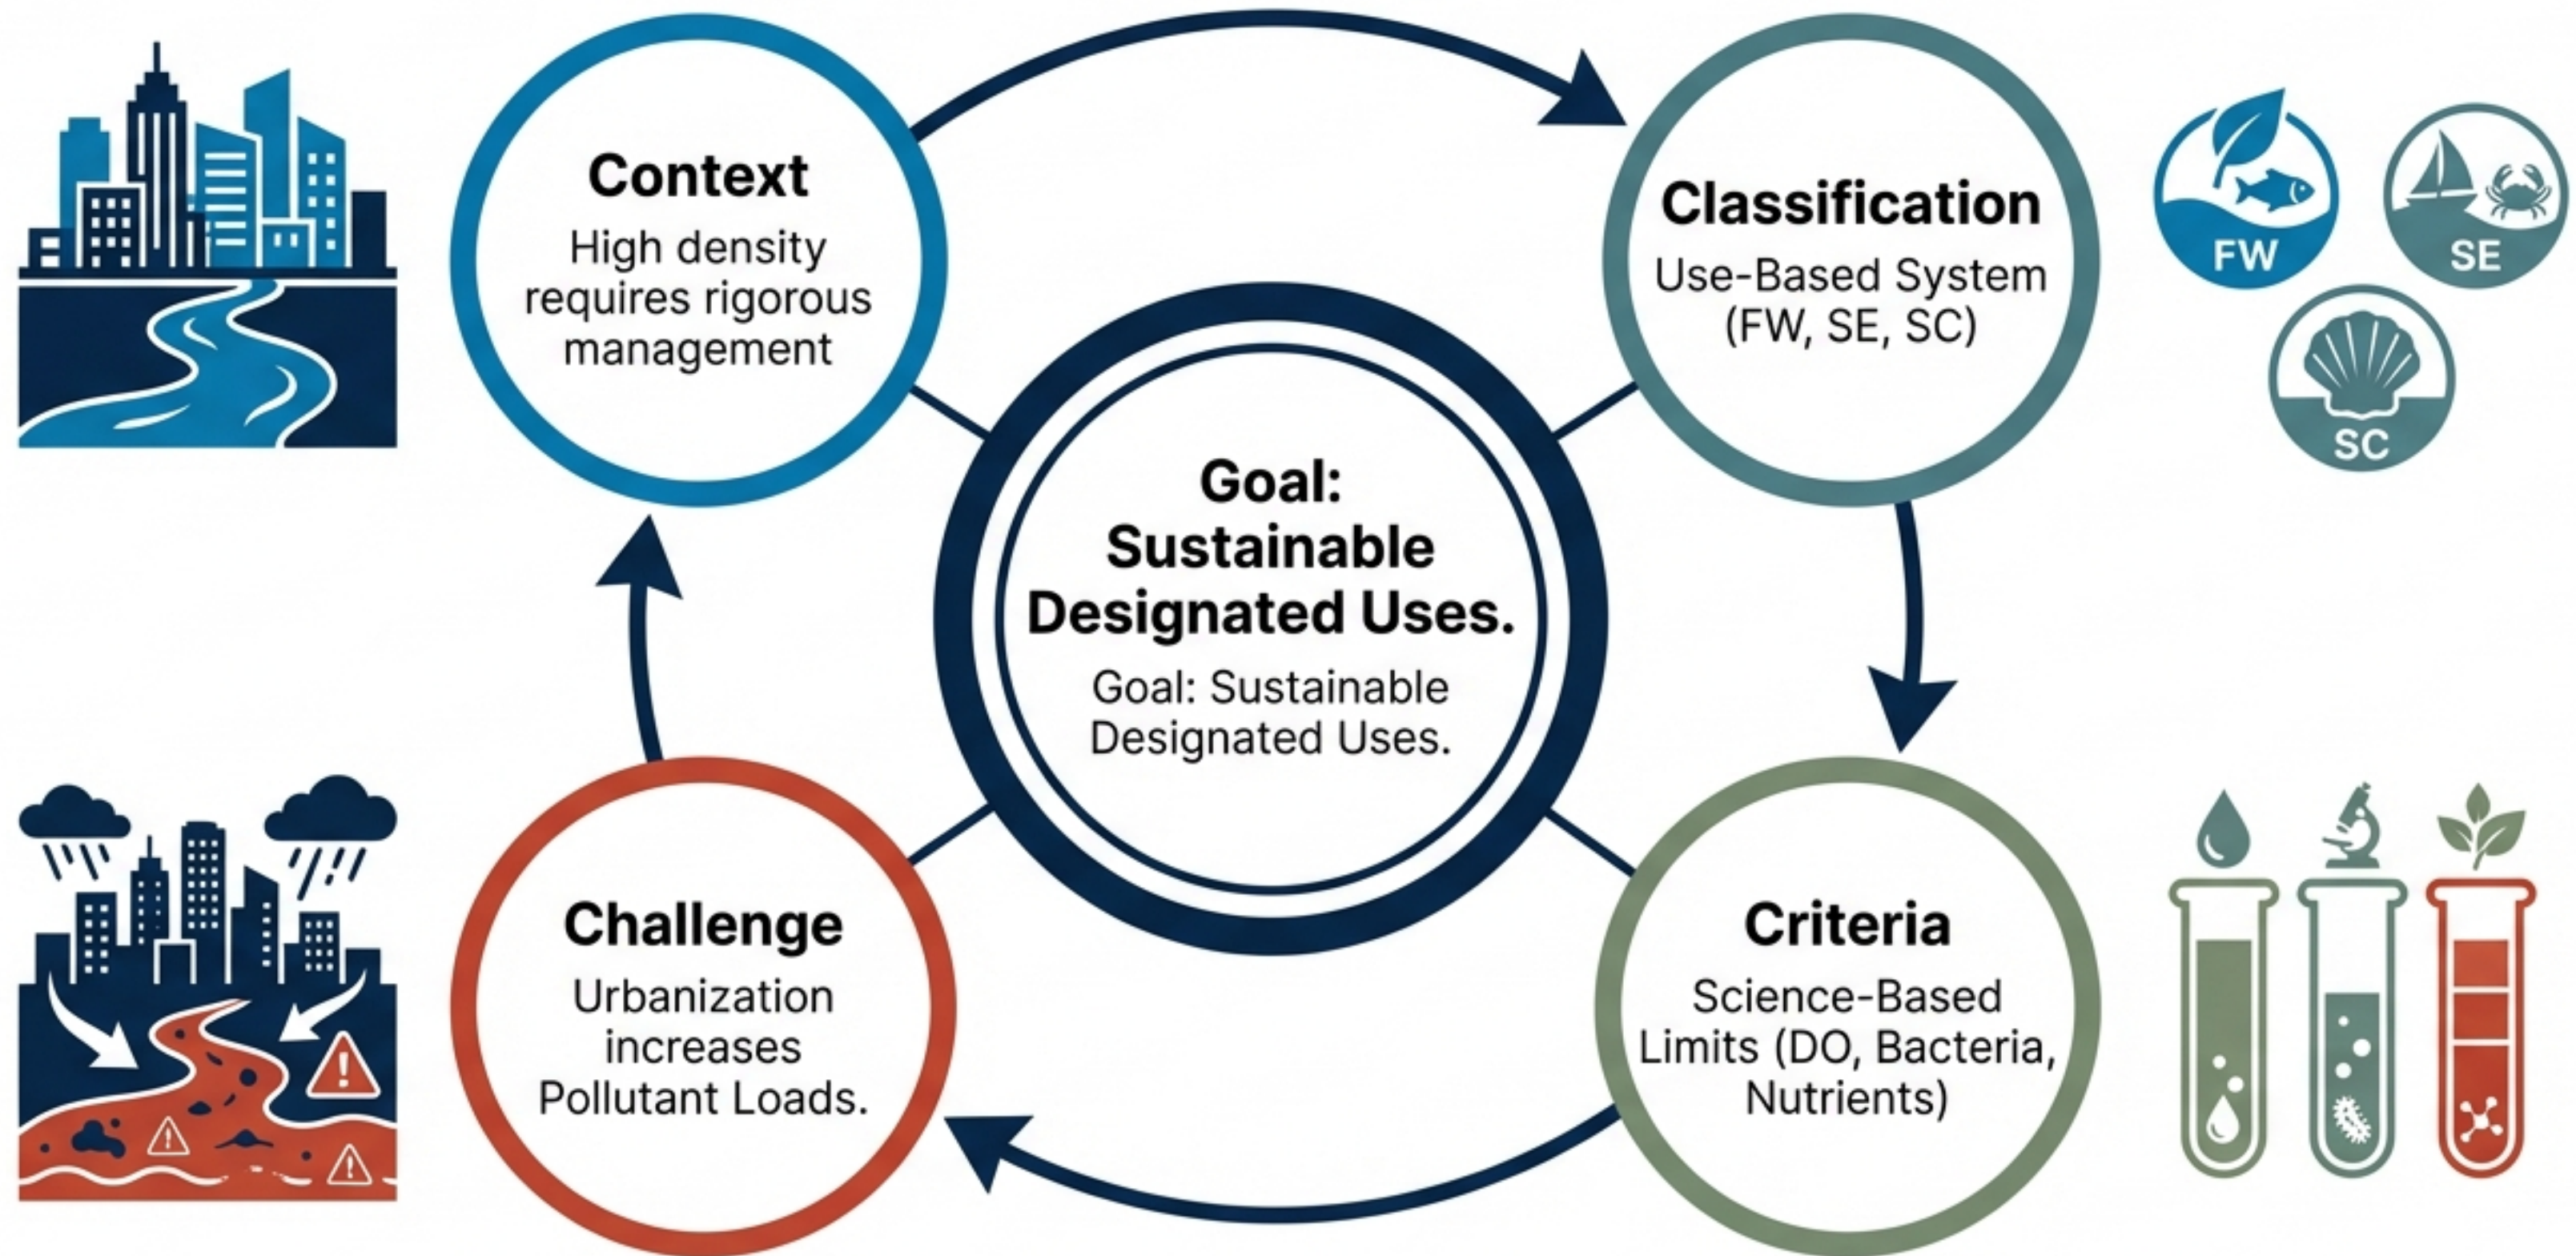 Context
High density
requires rigorous
management
Classification
Use-Based System
(FW, SE, SC)
FW
SE
SC
Goal:
Sustainable
Designated Uses.
Goal: Sustainable
Designated Uses.
Challenge
Urbanization
increases
Pollutant Loads.
Criteria
Science-Based
Limits (DO, Bacteria,
Nutrients)